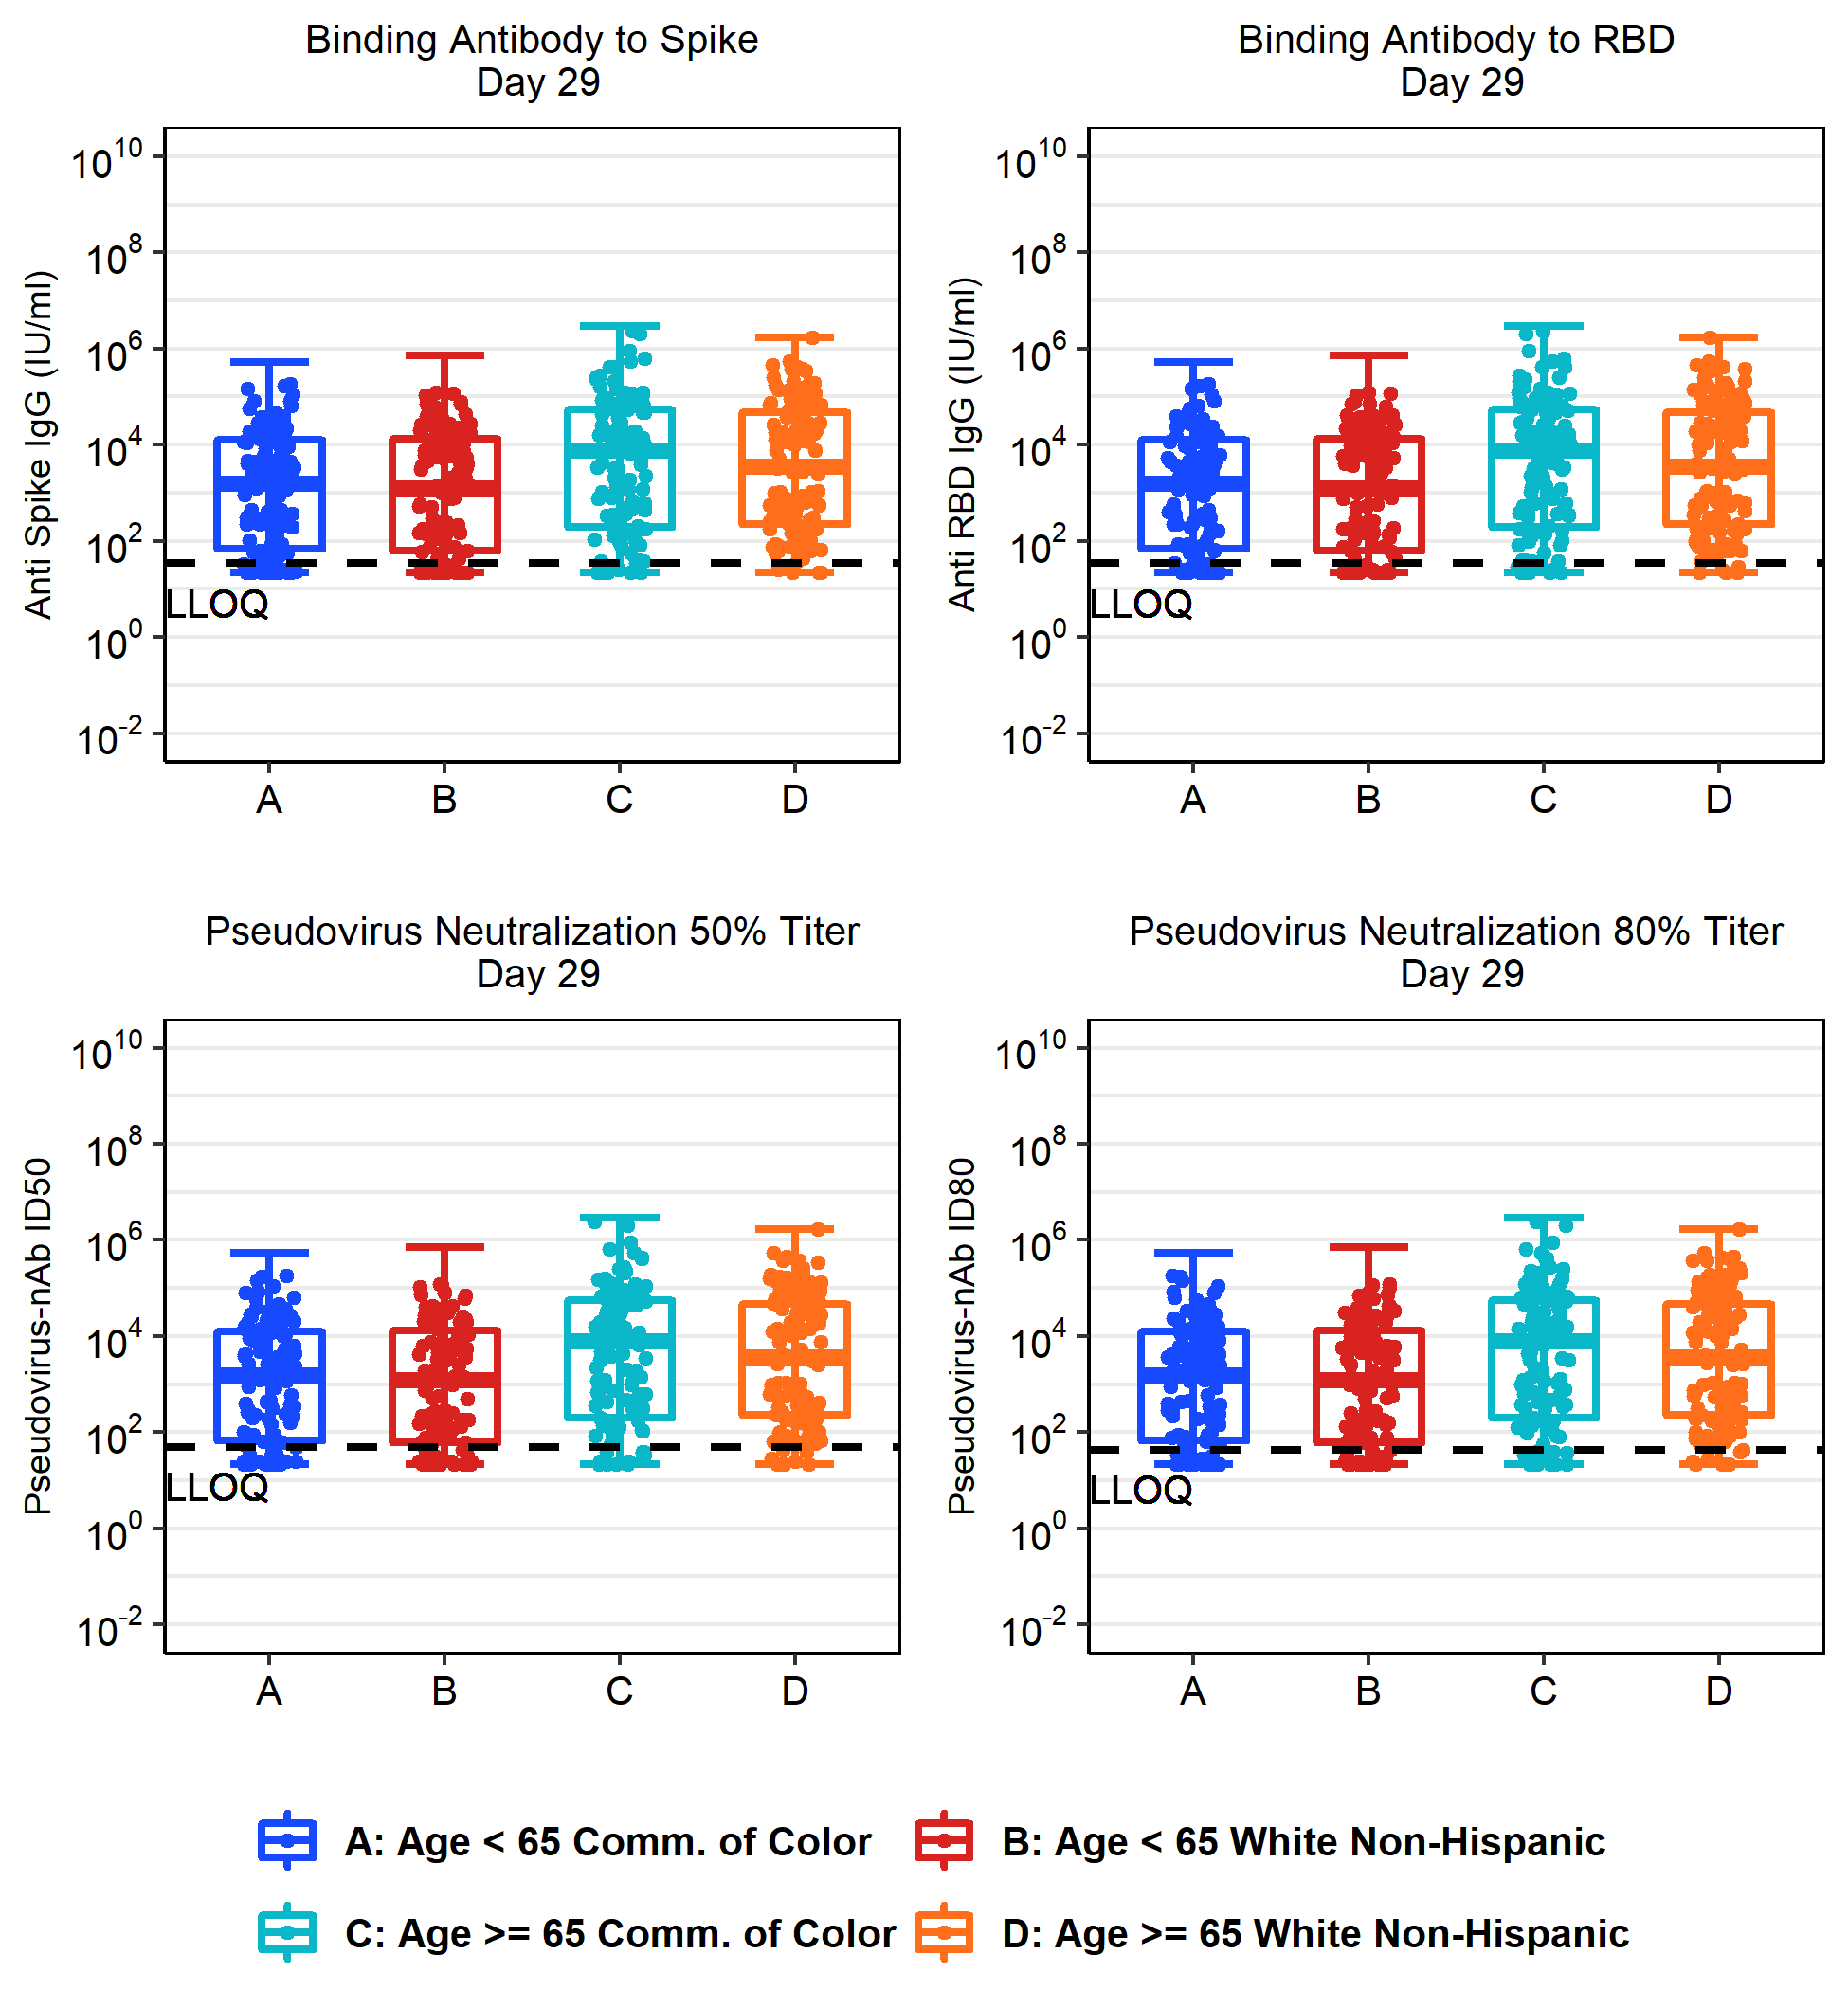 Binding Antibody to Spike
Day 29
Anti Spike IgG (IU/ml)
10^10
10^8
10^6
10^4
10^2
10^0
10^-2
LLOQ
A B C D
Binding Antibody to RBD
Day 29
Anti RBD IgG (IU/ml)
10^10
10^8
10^6
10^4
10^2
10^0
10^-2
LLOQ
A B C D
Pseudovirus Neutralization 50% Titer
Day 29
Pseudovirus-nAb ID50
10^10
10^8
10^6
10^4
10^2
10^0
10^-2
LLOQ
A B C D
Pseudovirus Neutralization 80% Titer
Day 29
Pseudovirus-nAb ID80
10^10
10^8
10^6
10^4
10^2
10^0
10^-2
LLOQ
A B C D
A: Age < 65 Comm. of Color
B: Age < 65 White Non-Hispanic
C: Age >= 65 Comm. of Color
D: Age >= 65 White Non-Hispanic